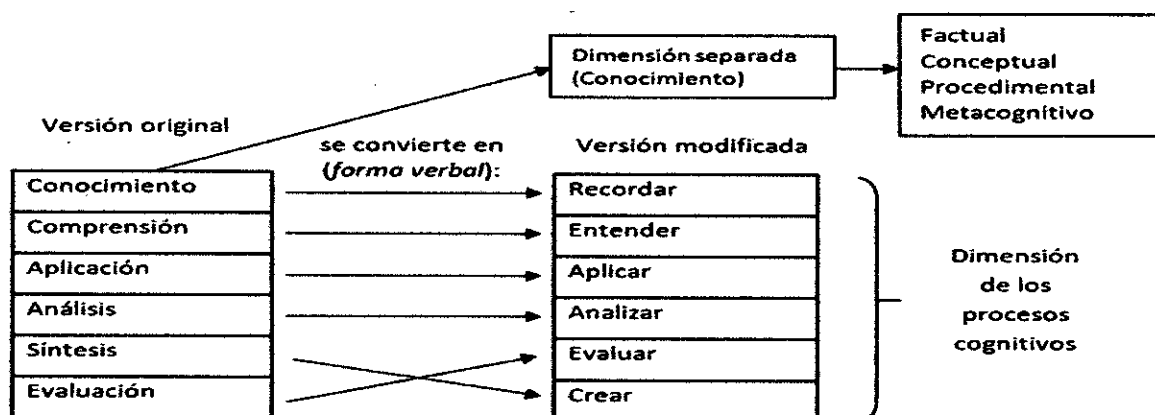 Dimensión separada
(Conocimiento)
Factual
Conceptual
Procedimental
Metacognitivo
Versión original
se convierte en
(forma verbal):
Versión modificada
Conocimiento
Comprensión
Aplicación
Análisis
Síntesis
Evaluación
Recordar
Entender
Aplicar
Analizar
Evaluar
Crear
Dimensión
de los
procesos
cognitivos